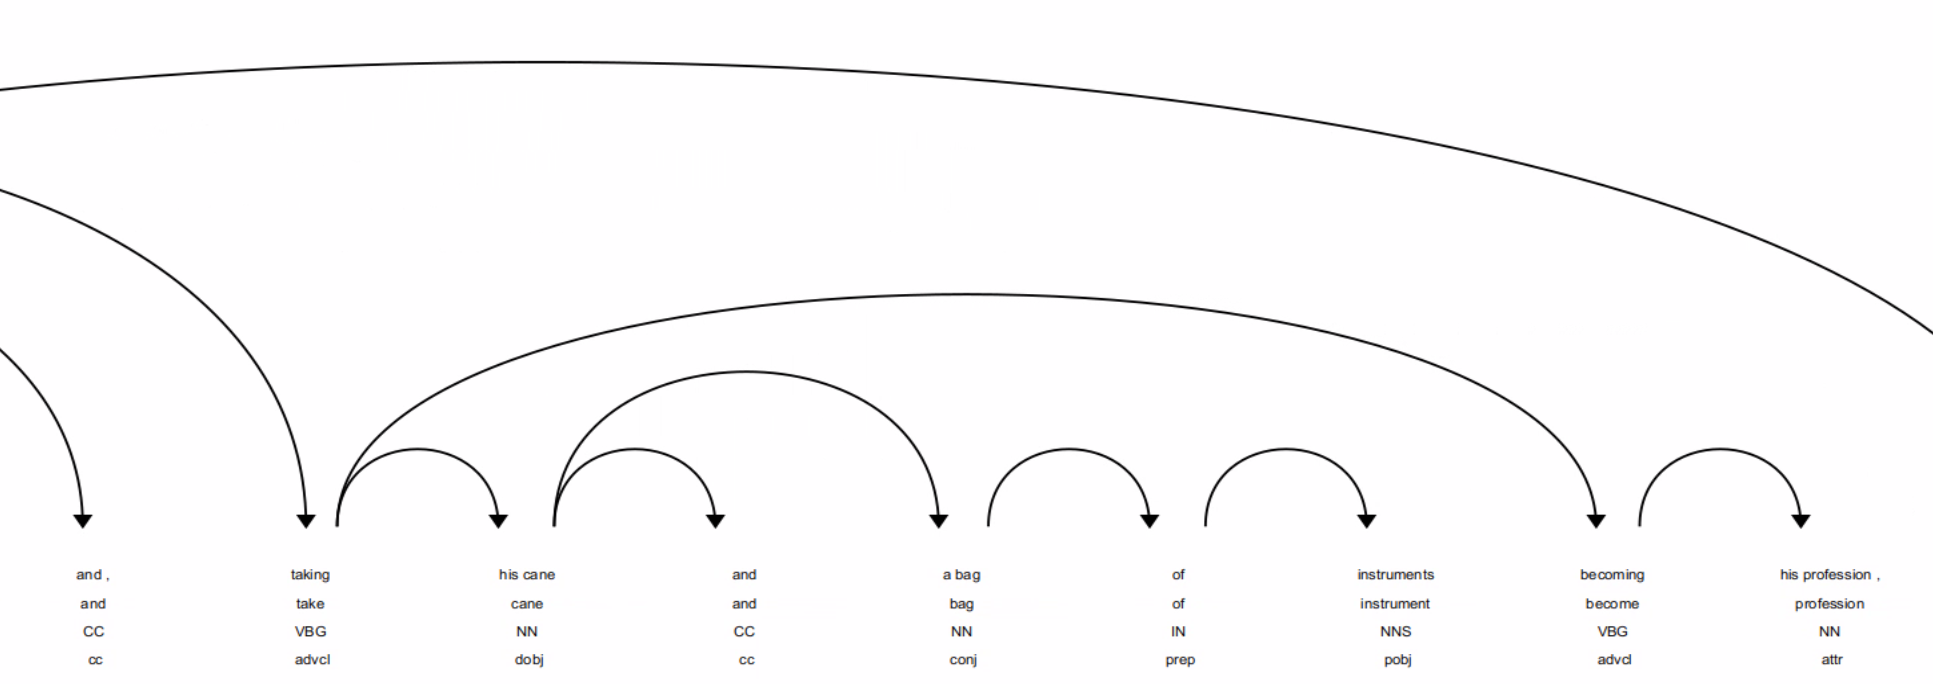 and , taking his cane and a bag of instruments becoming his profession ,
and take cane and bag of instrument become profession
CC VBG NN CC NN IN NNS VBG NN
cc advcl dobj cc conj prep pobj advcl attr